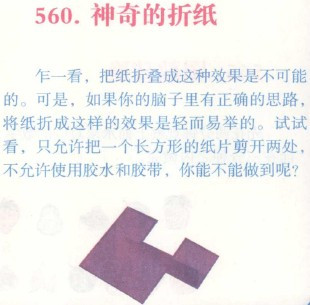 560. 神奇的折纸
乍一看，把纸折叠成这种效果是不可能
的。可是，如果你的脑子里有正确的思路，
将纸折成这样的效果是轻而易举的。试试
看，只允许把一个长方形的纸片剪开两处，
不允许使用胶水和胶带，你能不能做到呢？